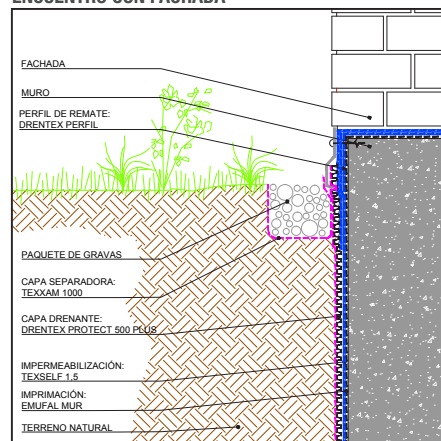 ENCUENTRO CON FACHADA
FACHADA
MURO
PERFIL DE REMATE:
DRENTEX PERFIL
PAQUETE DE GRAVAS
CAPA SEPARADORA:
TEXXAM 1000
CAPA DRENANTE:
DRENTEX PROTECT 500 PLUS
IMPERMEABILIZACIÓN:
TEXSELF 1,5
IMPRIMACIÓN:
EMUFAL MUR
TERRENO NATURAL